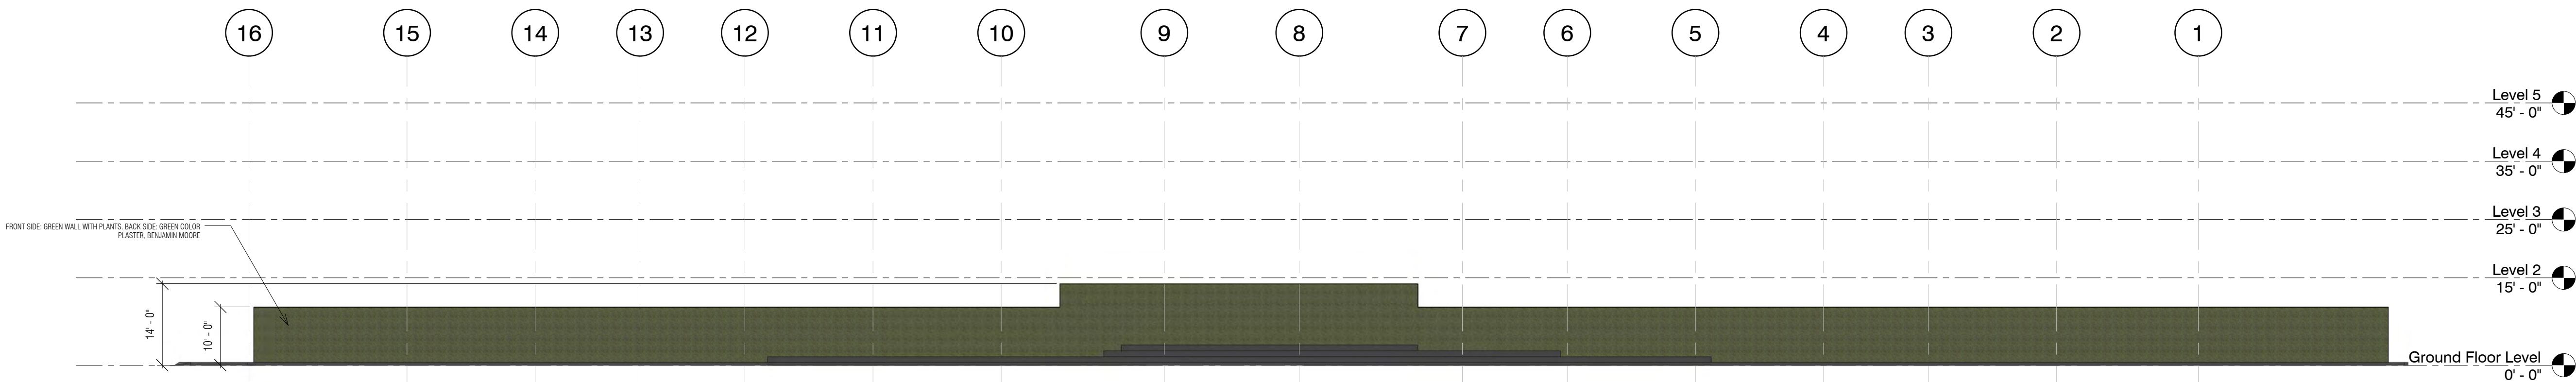 16 15 14 13 12 11 10 9 8 7 6 5 4 3 2 1
Level 5
45' - 0"
Level 4
35' - 0"
Level 3
25' - 0"
FRONT SIDE: GREEN WALL WITH PLANTS. BACK SIDE: GREEN COLOR
PLASTER, BENJAMIN MOORE
Level 2
15' - 0"
14' - 0"
10' - 0"
Ground Floor Level
0' - 0"